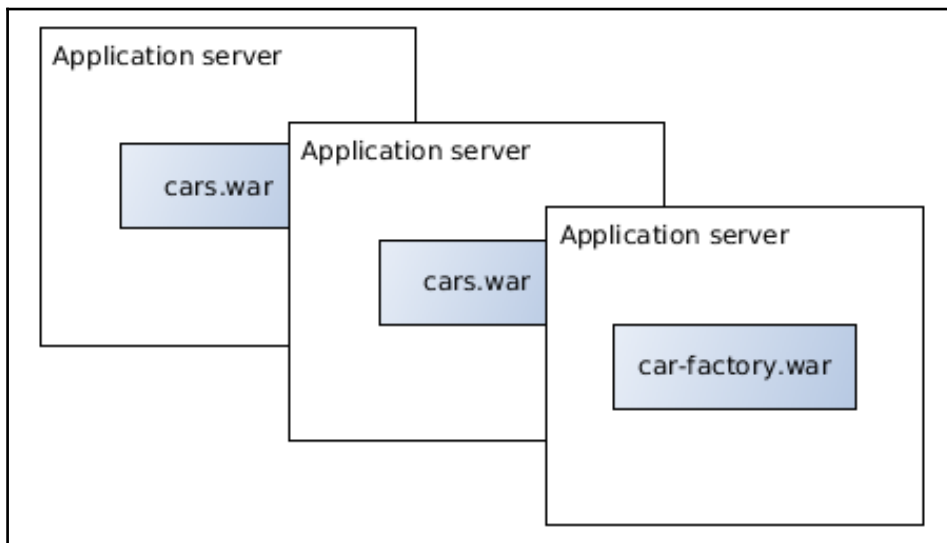 Application server
cars.war
Application server
cars.war
Application server
car-factory.war